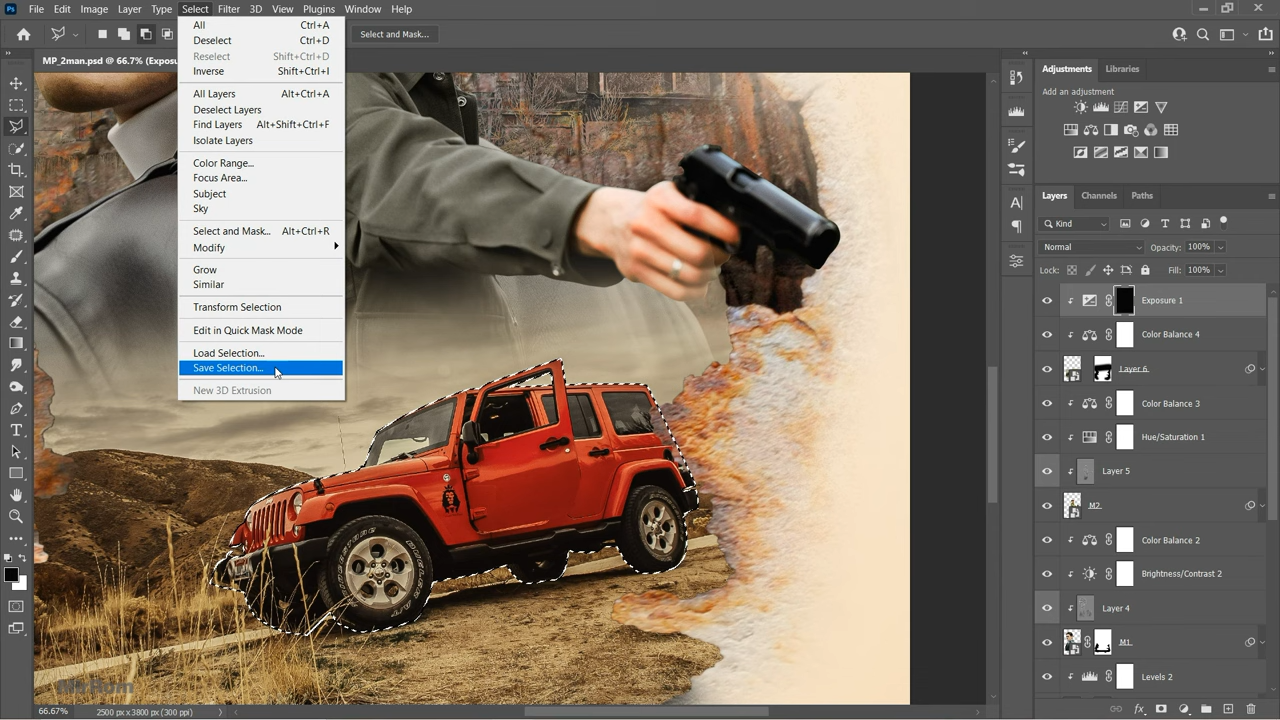 Ps File Edit Image Layer Type Select Filter 3D View Plugins Window Help
Select and Mask...
MP_2man.psd @ 66.7% (Expos
All Ctrl+A
Deselect Ctrl+D
Reselect Shift+Ctrl+D
Inverse Shift+Ctrl+I
All Layers Alt+Ctrl+A
Deselect Layers
Find Layers Alt+Shift+Ctrl+F
Isolate Layers
Color Range...
Focus Area...
Subject
Sky
Select and Mask... Alt+Ctrl+R
Modify
Grow
Similar
Transform Selection
Edit in Quick Mask Mode
Load Selection...
Save Selection...
New 3D Extrusion
Adjustments Libraries
Add an adjustment
Layers Channels Paths
Kind
Normal Opacity: 100%
Lock: Fill: 100%
Exposure 1
Color Balance 4
Layer 6
Color Balance 3
Hue/Saturation 1
Layer 5
M2
Color Balance 2
Brightness/Contrast 2
Layer 4
M1
Levels 2
66.67% 2500 px x 3800 px (300 ppi)